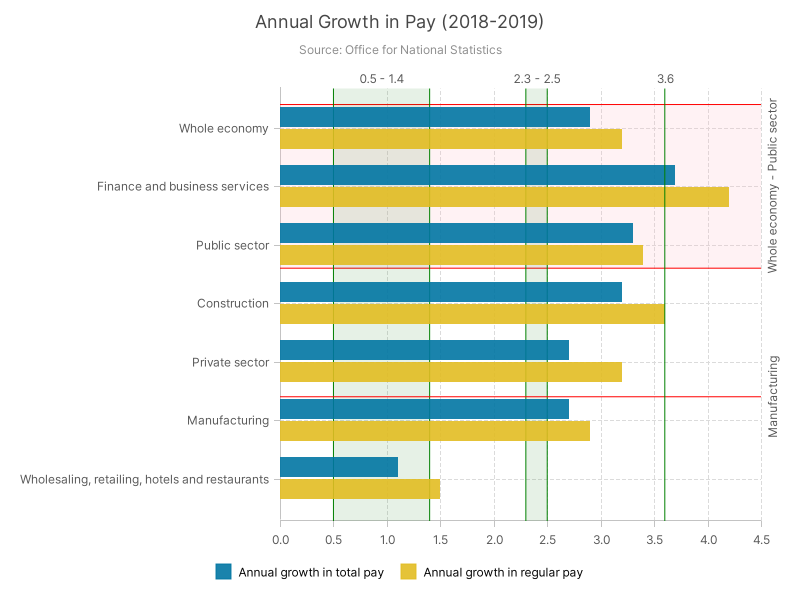 Annual Growth in Pay (2018-2019)
Source: Office for National Statistics
0.5 - 1.4
2.3 - 2.5
3.6
Whole economy
Finance and business services
Public sector
Construction
Private sector
Manufacturing
Wholesaling, retailing, hotels and restaurants
Whole economy - Public sector
Manufacturing
0.0 0.5 1.0 1.5 2.0 2.5 3.0 3.5 4.0 4.5
Annual growth in total pay
Annual growth in regular pay